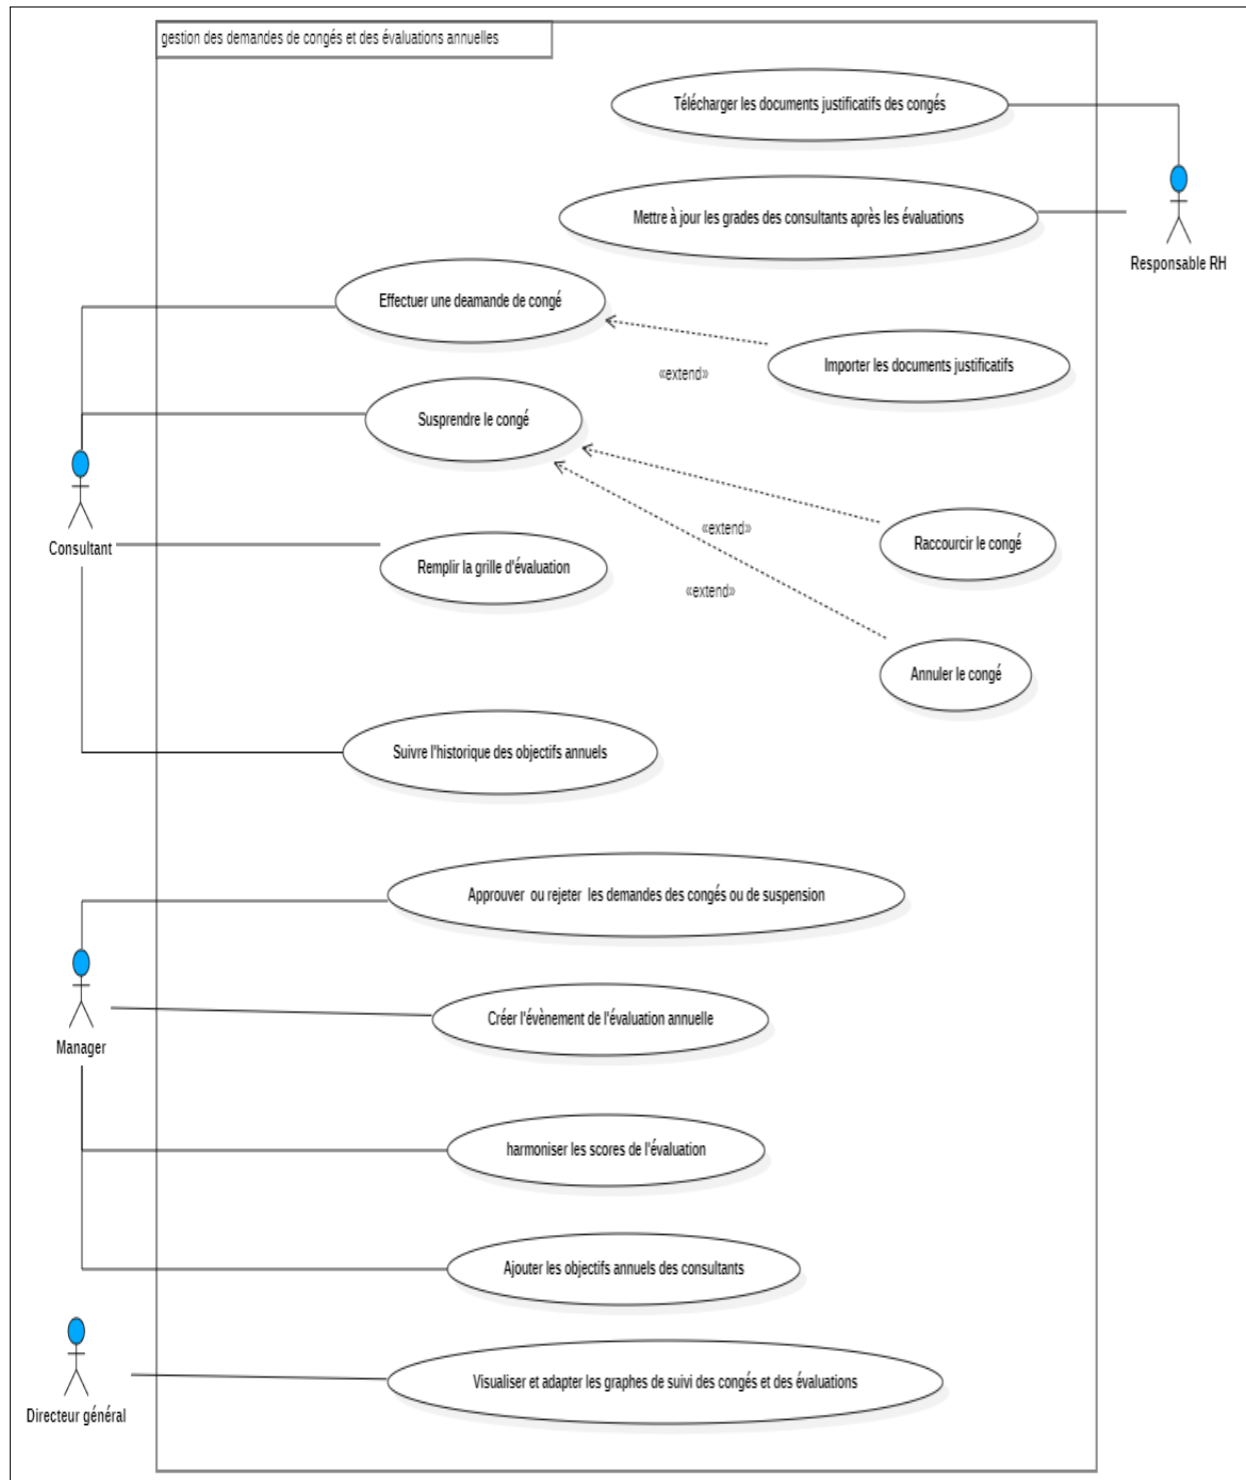 gestion des demandes de congés et des évaluations annuelles
Télécharger les documents justificatifs des congés
Mettre à jour les grades des consultants après les évaluations
Responsable RH
Effectuer une deamande de congé
Importer les documents justificatifs
«extend»
Susprendre le congé
«extend»
Raccourcir le congé
Consultant
Remplir la grille d'évaluation
«extend»
Annuler le congé
Suivre l'historique des objectifs annuels
Approuver ou rejeter les demandes des congés ou de suspension
Créer l'évènement de l'évaluation annuelle
Manager
harmoniser les scores de l'évaluation
Ajouter les objectifs annuels des consultants
Visualiser et adapter les graphes de suivi des congés et des évaluations
Directeur général